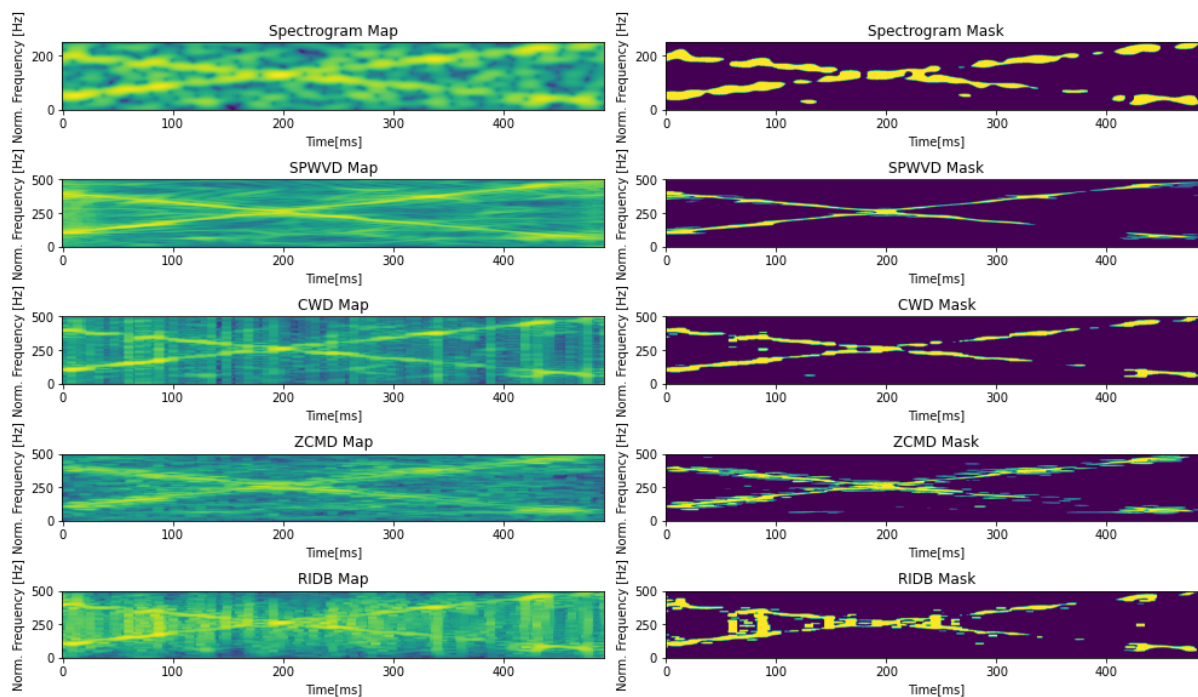 Spectrogram Map
Norm. Frequency [Hz]
200
0
0 100 200 300 400
Time[ms]
Spectrogram Mask
Norm. Frequency [Hz]
200
0
0 100 200 300 400
Time[ms]
SPWVD Map
Norm. Frequency [Hz]
500
250
0
0 100 200 300 400
Time[ms]
SPWVD Mask
Norm. Frequency [Hz]
500
250
0
0 100 200 300 400
Time[ms]
CWD Map
Norm. Frequency [Hz]
500
250
0
0 100 200 300 400
Time[ms]
CWD Mask
Norm. Frequency [Hz]
500
250
0
0 100 200 300 400
Time[ms]
ZCMD Map
Norm. Frequency [Hz]
500
250
0
0 100 200 300 400
Time[ms]
ZCMD Mask
Norm. Frequency [Hz]
500
250
0
0 100 200 300 400
Time[ms]
RIDB Map
Norm. Frequency [Hz]
500
250
0
0 100 200 300 400
Time[ms]
RIDB Mask
Norm. Frequency [Hz]
500
250
0
0 100 200 300 400
Time[ms]